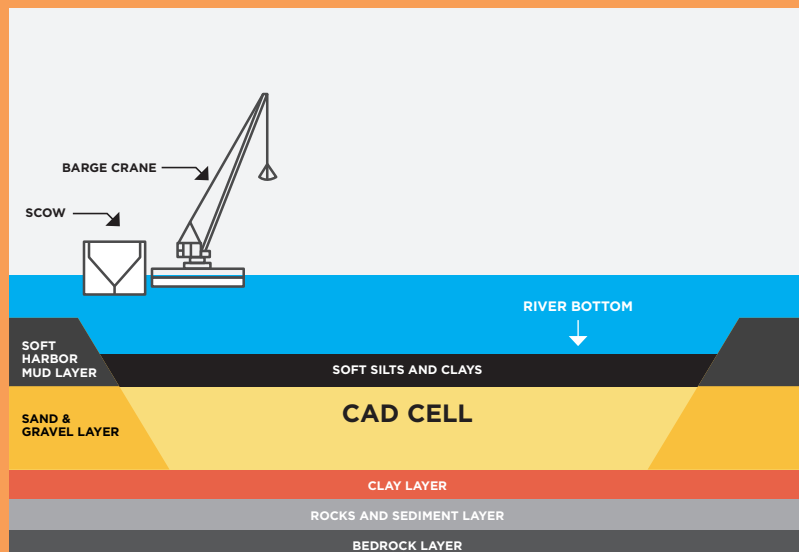 BARGE CRANE
SCOW
RIVER BOTTOM
SOFT
HARBOR
MUD LAYER
SOFT SILTS AND CLAYS
SAND &
GRAVEL LAYER
CAD CELL
CLAY LAYER
ROCKS AND SEDIMENT LAYER
BEDROCK LAYER